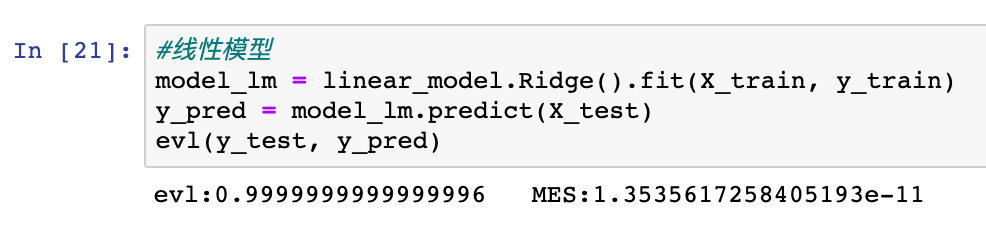 In [21]: #线性模型
model_lm = linear_model.Ridge().fit(X_train, y_train)
y_pred = model_lm.predict(X_test)
evl(y_test, y_pred)
evl:0.9999999999999996 MES:1.3535617258405193e-11